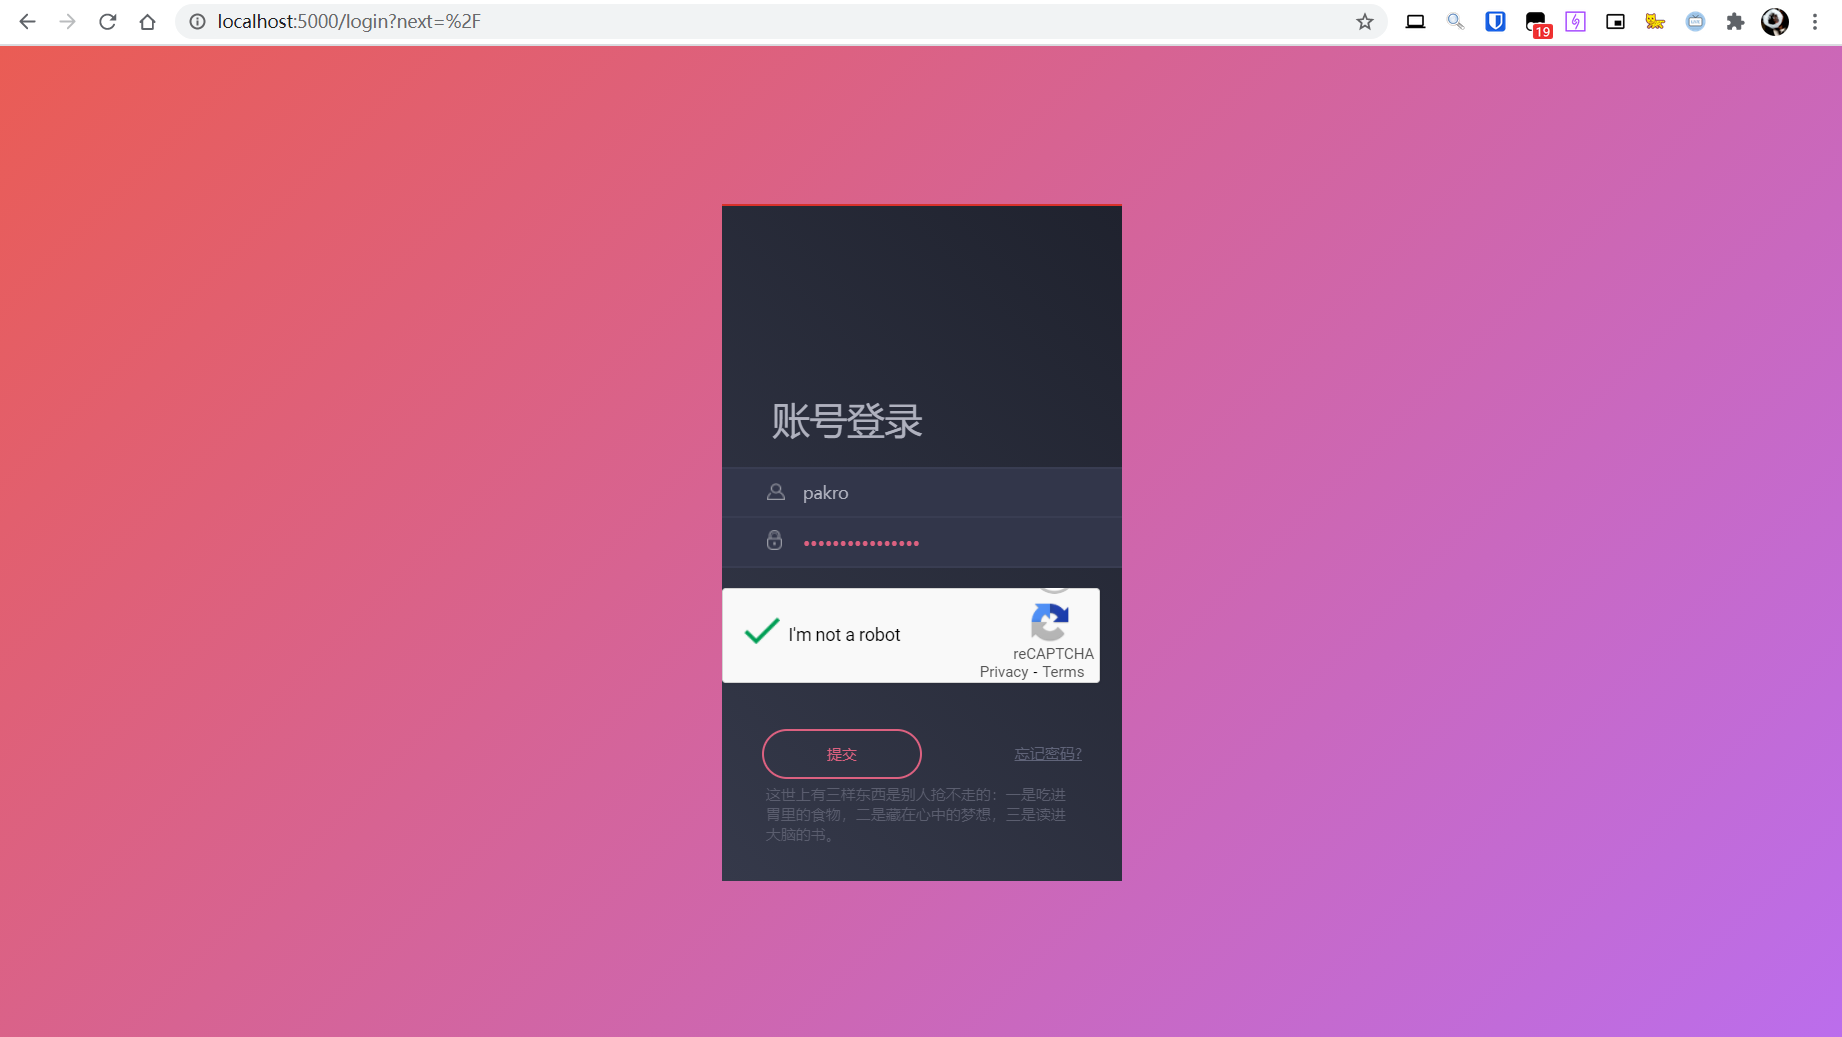 localhost:5000/login?next=%2F
19
账号登录
pakro
••••••••••••••••
I'm not a robot
reCAPTCHA
Privacy - Terms
提交
忘记密码?
这世上有三样东西是别人抢不走的：一是吃进
胃里的食物，二是藏在心中的梦想，三是读进
大脑的书。